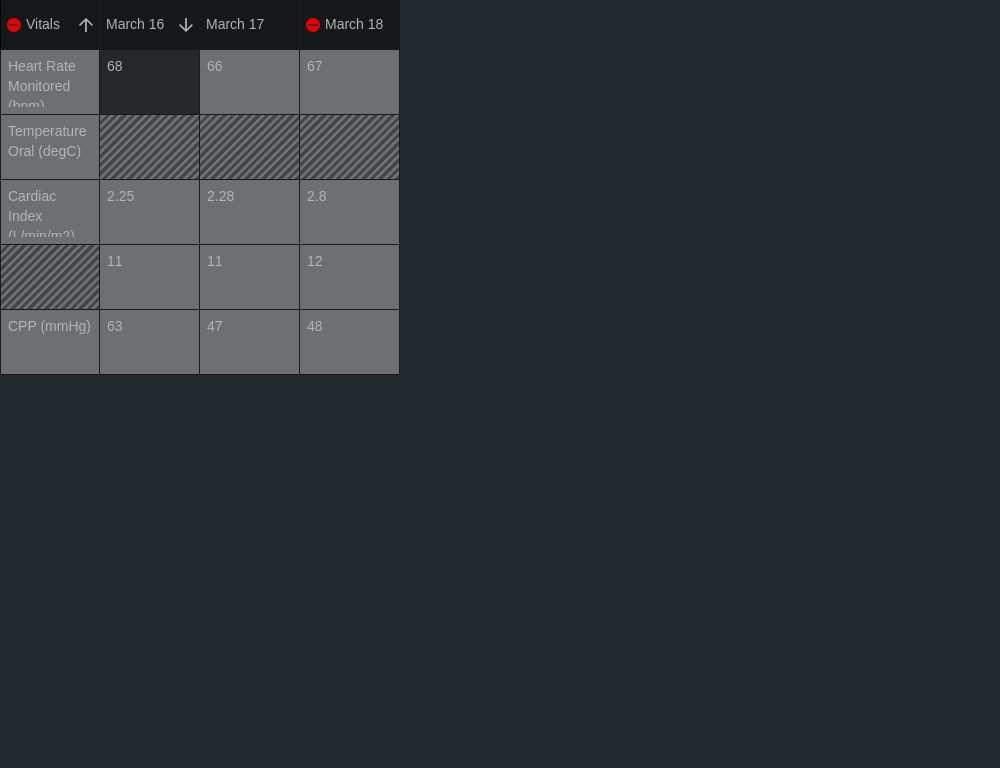 Vitals March 16 March 17 March 18
Heart Rate 68 66 67
Monitored
(bpm)
Temperature
Oral (degC)
Cardiac 2.25 2.28 2.8
Index
(L/min/m2)
11 11 12
CPP (mmHg) 63 47 48